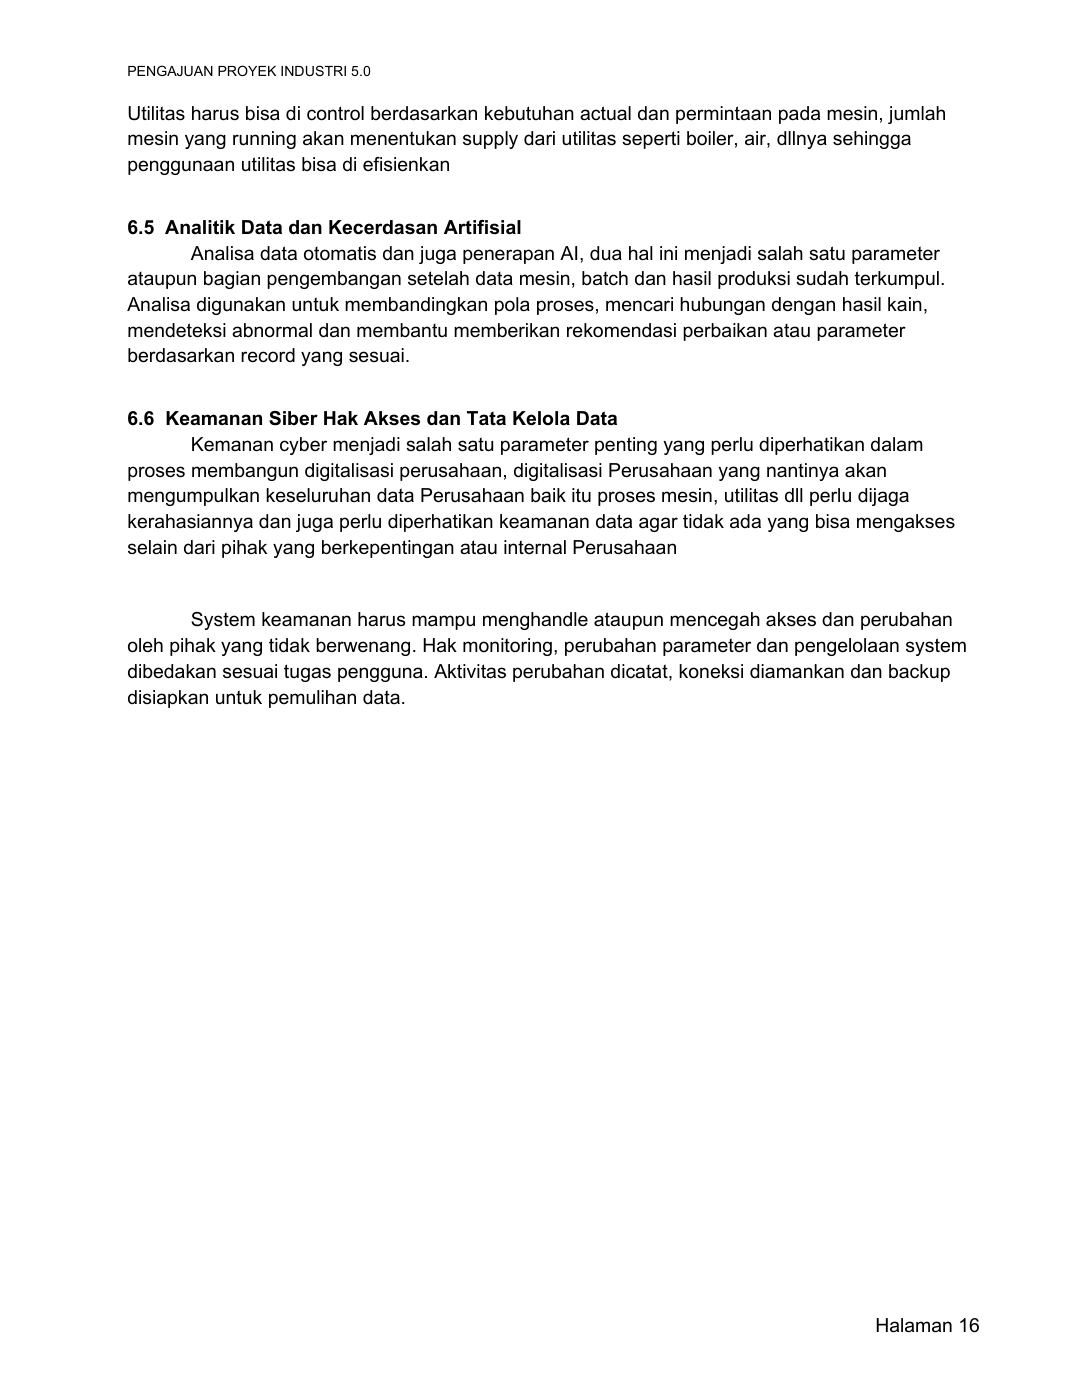 PENGAJUAN PROYEK INDUSTRI 5.0
Utilitas harus bisa di control berdasarkan kebutuhan actual dan permintaan pada mesin, jumlah
mesin yang running akan menentukan supply dari utilitas seperti boiler, air, dllnya sehingga
penggunaan utilitas bisa di efisienkan
6.5 Analitik Data dan Kecerdasan Artifisial
Analisa data otomatis dan juga penerapan AI, dua hal ini menjadi salah satu parameter
ataupun bagian pengembangan setelah data mesin, batch dan hasil produksi sudah terkumpul.
Analisa digunakan untuk membandingkan pola proses, mencari hubungan dengan hasil kain,
mendeteksi abnormal dan membantu memberikan rekomendasi perbaikan atau parameter
berdasarkan record yang sesuai.
6.6 Keamanan Siber Hak Akses dan Tata Kelola Data
Kemanan cyber menjadi salah satu parameter penting yang perlu diperhatikan dalam
proses membangun digitalisasi perusahaan, digitalisasi Perusahaan yang nantinya akan
mengumpulkan keseluruhan data Perusahaan baik itu proses mesin, utilitas dll perlu dijaga
kerahasiannya dan juga perlu diperhatikan keamanan data agar tidak ada yang bisa mengakses
selain dari pihak yang berkepentingan atau internal Perusahaan
System keamanan harus mampu menghandle ataupun mencegah akses dan perubahan
oleh pihak yang tidak berwenang. Hak monitoring, perubahan parameter dan pengelolaan system
dibedakan sesuai tugas pengguna. Aktivitas perubahan dicatat, koneksi diamankan dan backup
disiapkan untuk pemulihan data.
Halaman 16